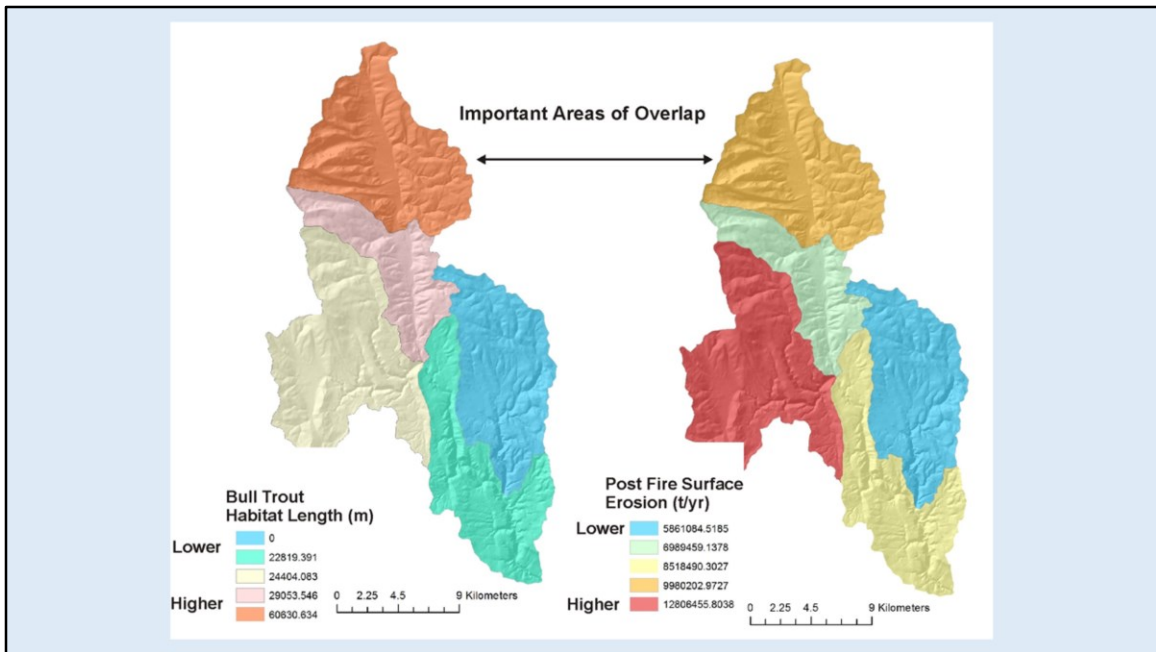 Important Areas of Overlap
Bull Trout
Habitat Length (m)
Lower
0
22819.391
24404.083
29053.546
Higher
60630.634
0 2.25 4.5 9 Kilometers
Post Fire Surface
Erosion (t/yr)
Lower
5861084.5185
6989459.1378
8518490.3027
9980202.9727
Higher
12806455.8038
0 2.25 4.5 9 Kilometers